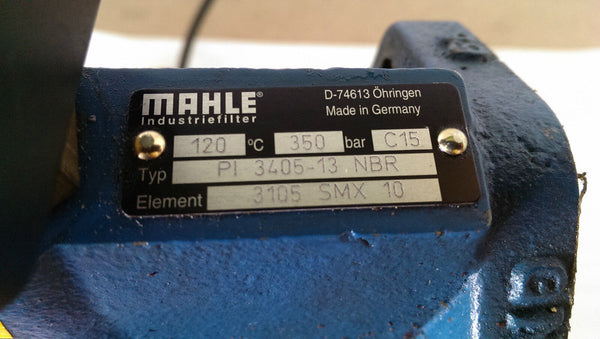 MAHLE®
Industriefilter
D-74613 Öhringen
Made in Germany
120 °C 350 bar C15
Typ PI 3405-13 NBR
Element 3105 SMX 10